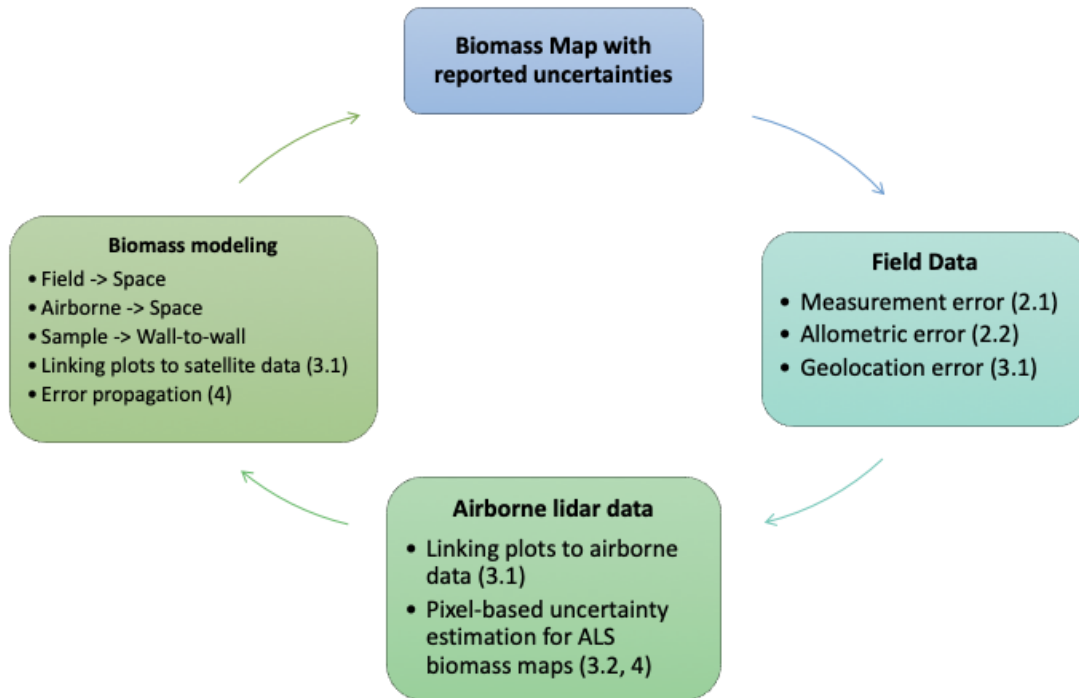 Biomass Map with
reported uncertainties
Field Data
• Measurement error (2.1)
• Allometric error (2.2)
• Geolocation error (3.1)
Airborne lidar data
• Linking plots to airborne
data (3.1)
• Pixel-based uncertainty
estimation for ALS
biomass maps (3.2, 4)
Biomass modeling
• Field -> Space
• Airborne -> Space
• Sample -> Wall-to-wall
• Linking plots to satellite data (3.1)
• Error propagation (4)